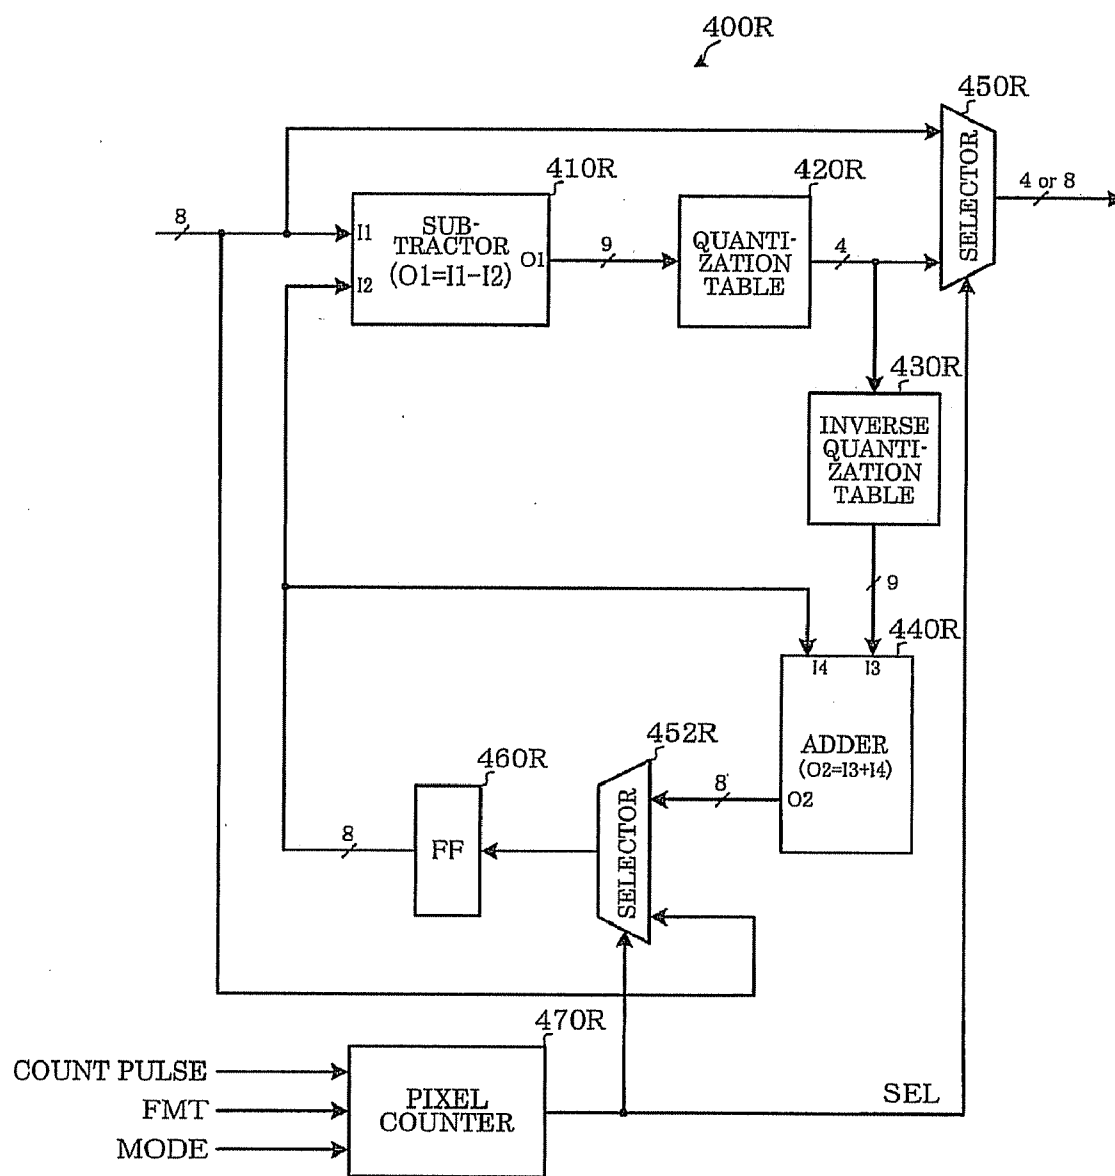 400R
450R
SELECTOR
4 or 8
410R
8
I1
SUB-
TRACTOR
(O1=I1−I2)
O1
I2
9
420R
QUANTI-
ZATION
TABLE
4
430R
INVERSE
QUANTI-
ZATION
TABLE
9
440R
I4
I3
ADDER
(O2=I3+I4)
O2
8
452R
SELECTOR
460R
FF
8
470R
COUNT PULSE
FMT
MODE
PIXEL
COUNTER
SEL